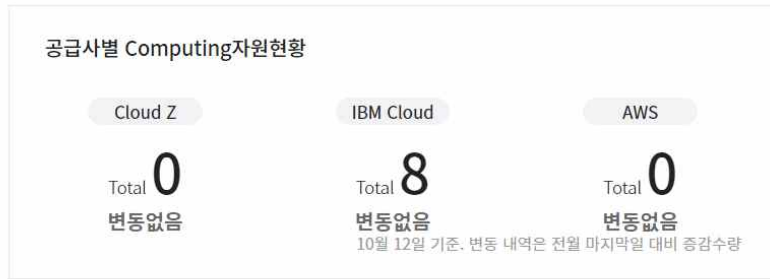 공급사별 Computing자원현황
Cloud Z IBM Cloud AWS
Total 0 Total 8 Total 0
변동없음 변동없음 변동없음
10월 12일 기준. 변동 내역은 전월 마지막일 대비 증감수량